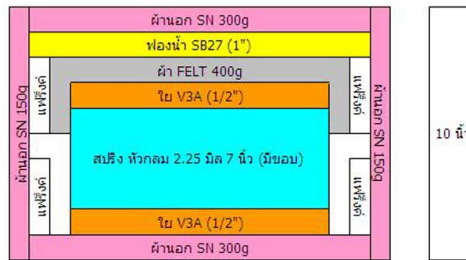 ผ้านอก SN 300g
ฟองน้ำ SB27 (1")
ผ้า FELT 400g
ใย V3A (1/2")
สปริง หัวกลม 2.25 มิล 7 นิ้ว (มีขอบ)
ใย V3A (1/2")
ผ้านอก SN 300g
ผ้านอก SN 150g
แฟร็งค์
แฟร็งค์
แฟร็งค์
แฟร็งค์
ผ้านอก SN 150g
10